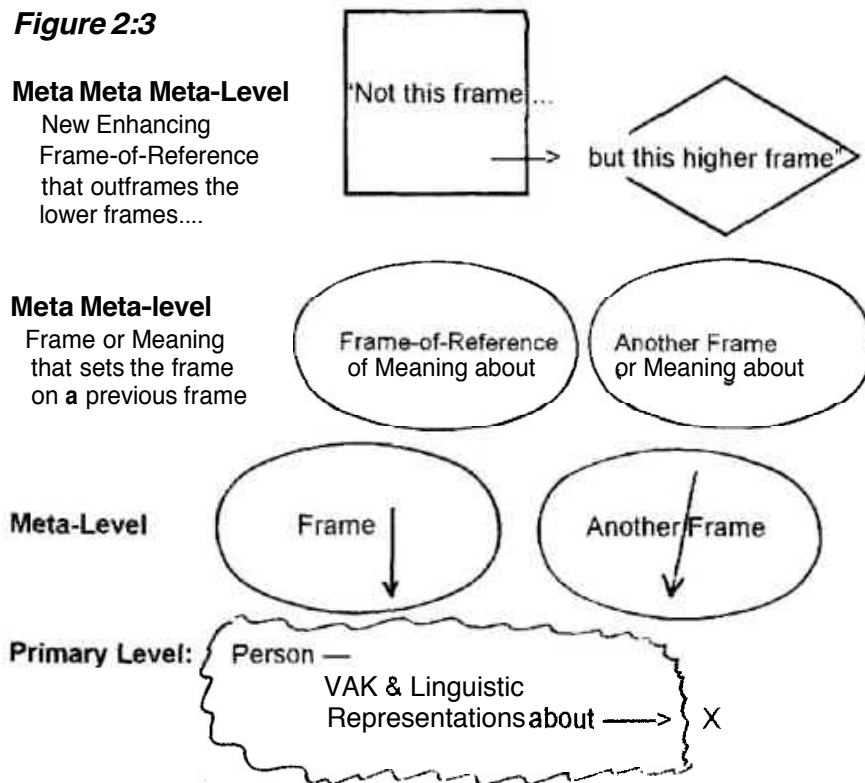 Figure 2:3
Meta Meta Meta-Level
New Enhancing
Frame-of-Reference
that outframes the
lower frames....
"Not this frame ...
but this higher frame"
Meta Meta-level
Frame or Meaning
that sets the frame
on a previous frame
Frame-of-Reference
of Meaning about
Another Frame
or Meaning about
Meta-Level
Frame
Another Frame
Primary Level:
Person —
VAK & Linguistic
Representations about
X